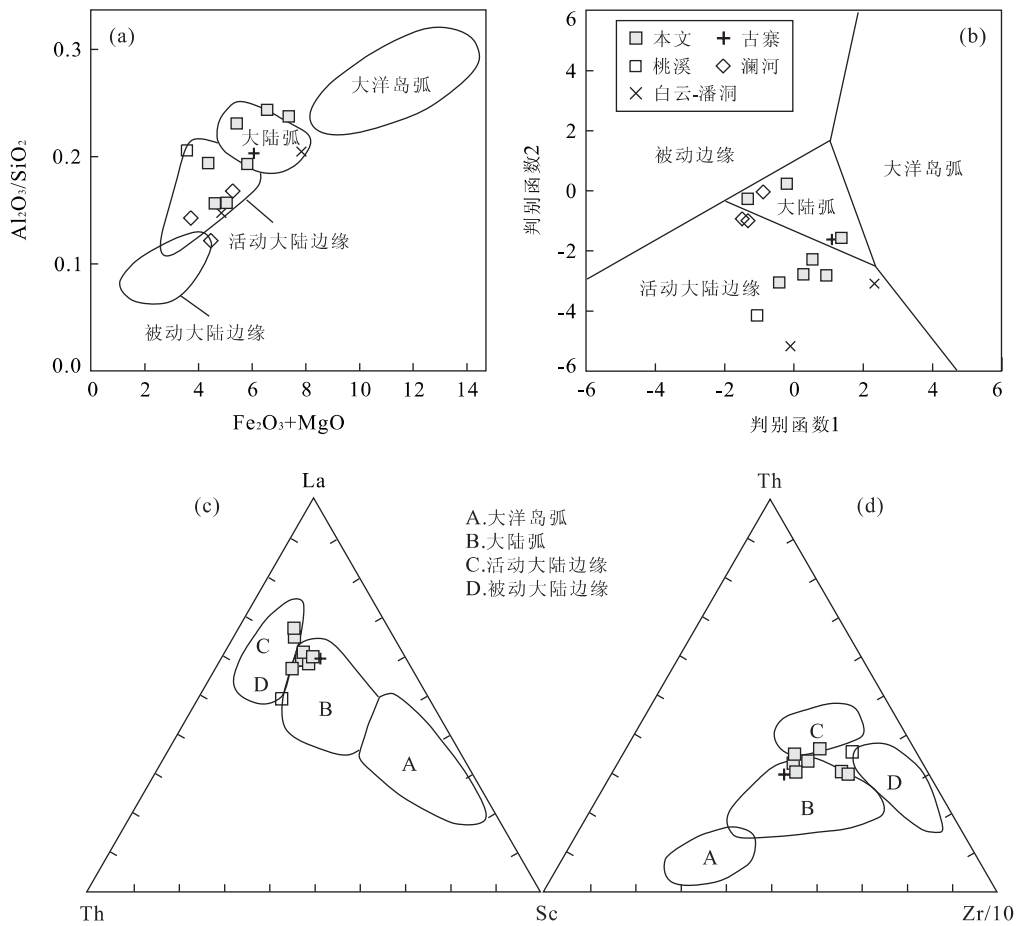 (a)
0.3
0.2
0.1
0.0
Al₂O₃/SiO₂
大洋岛弧
大陆弧
活动大陆边缘
被动大陆边缘
0 2 4 6 8 10 12 14
Fe₂O₃+MgO
(b)
本文 古寨
桃溪 澜河
白云-潘洞
6
4
2
0
-2
-4
-6
判别函数2
被动边缘
大洋岛弧
大陆弧
活动大陆边缘
-6 -4 -2 0 2 4 6
判别函数1
(c)
La
C
D
B
A
Th Sc
A.大洋岛弧
B.大陆弧
C.活动大陆边缘
D.被动大陆边缘
(d)
Th
C
D
B
A
Zr/10